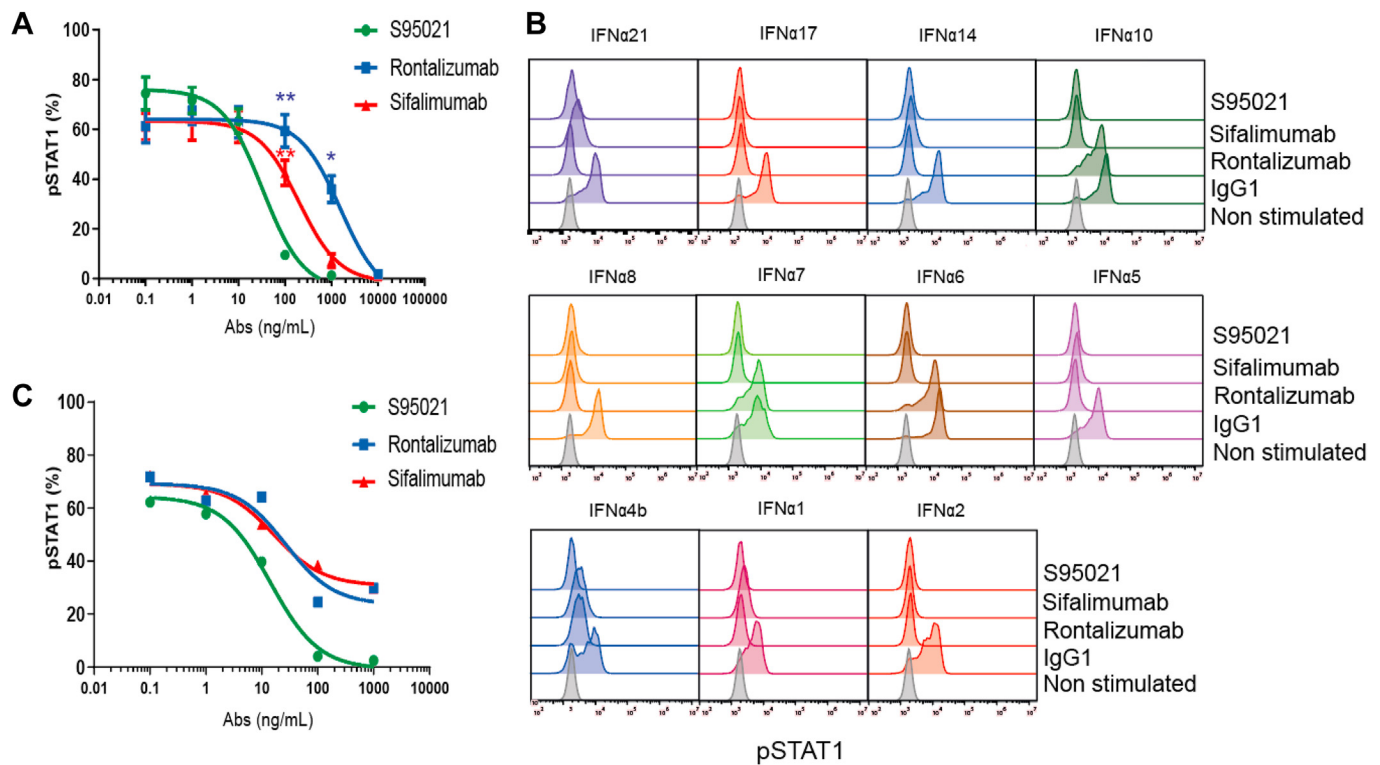 A
100
80
60
40
20
0
pSTAT1 (%)
0.01 0.1 1 10 100 1000 10000 100000
Abs (ng/mL)
S95021
Rontalizumab
Sifalimumab
**
**
*
B
IFNα21 IFNα17 IFNα14 IFNα10
S95021
Sifalimumab
Rontalizumab
IgG1
Non stimulated
IFNα8 IFNα7 IFNα6 IFNα5
S95021
Sifalimumab
Rontalizumab
IgG1
Non stimulated
IFNα4b IFNα1 IFNα2
S95021
Sifalimumab
Rontalizumab
IgG1
Non stimulated
pSTAT1
C
100
80
60
40
20
0
pSTAT1 (%)
0.01 0.1 1 10 100 1000 10000
Abs (ng/mL)
S95021
Rontalizumab
Sifalimumab